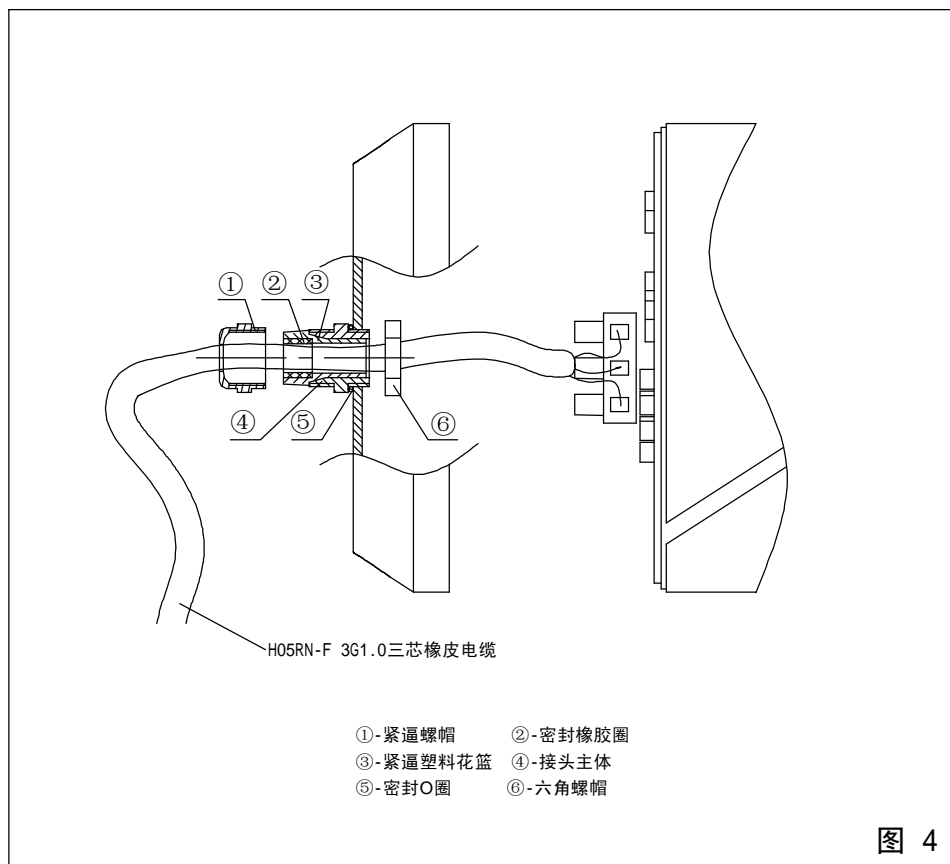 ① ② ③
④ ⑤ ⑥
H05RN-F 3G1.0三芯橡皮电缆
①-紧逼螺帽 ②-密封橡胶圈
③-紧逼塑料花篮 ④-接头主体
⑤-密封O圈 ⑥-六角螺帽
图 4